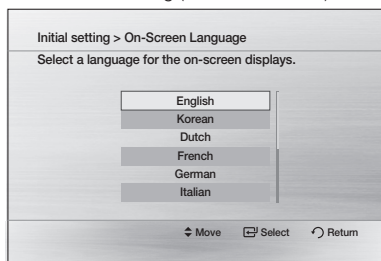 Initial setting > On-Screen Language
Select a language for the on-screen displays.
English
Korean
Dutch
French
German
Italian
Move Select Return